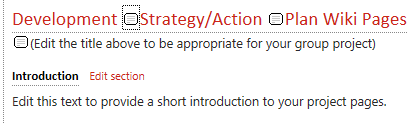 Development Strategy/Action Plan Wiki Pages
(Edit the title above to be appropriate for your group project)
Introduction Edit section
Edit this text to provide a short introduction to your project pages.